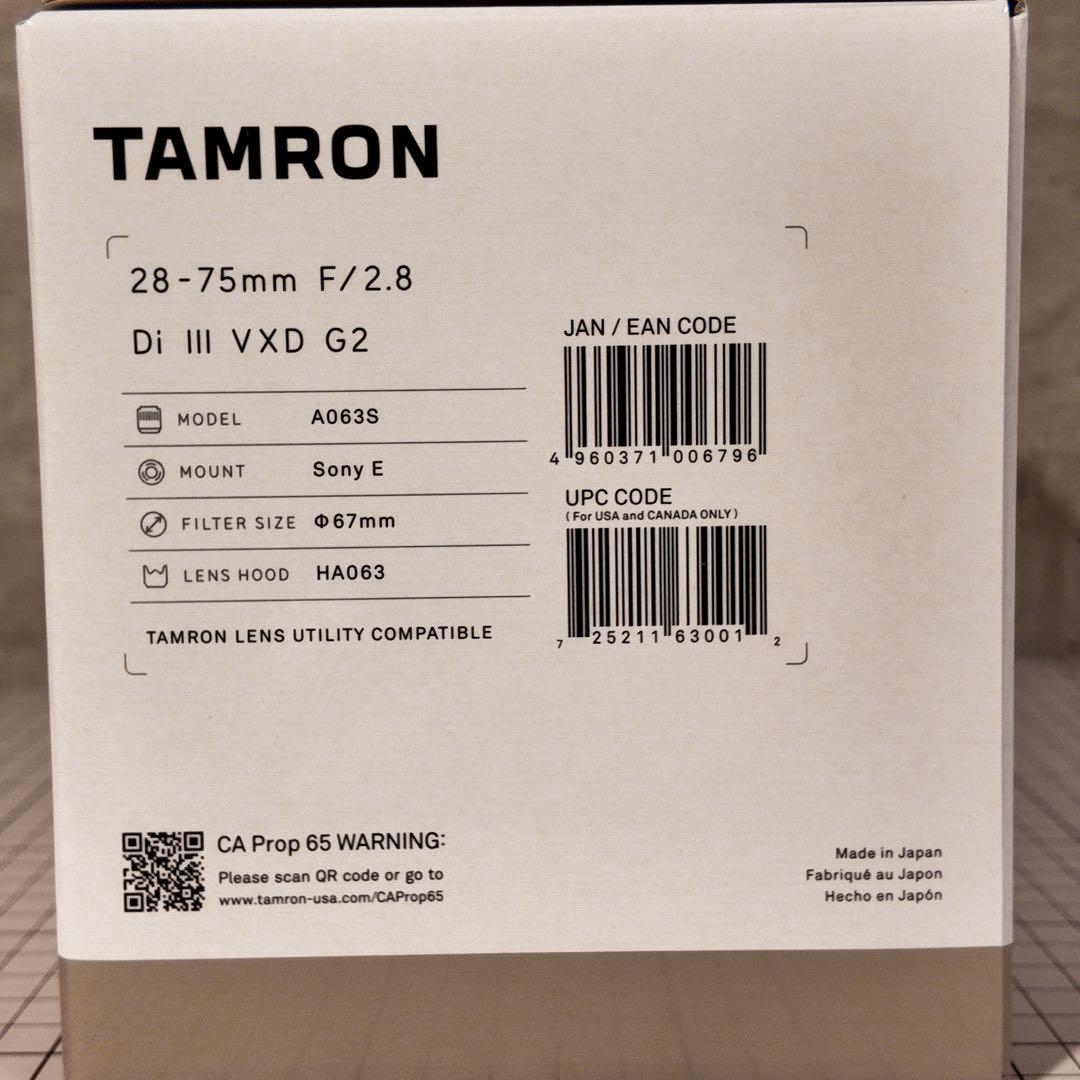 TAMRON
28-75mm F/2.8
Di III VXD G2
MODEL A063S
MOUNT Sony E
FILTER SIZE Φ67mm
LENS HOOD HA063
TAMRON LENS UTILITY COMPATIBLE
JAN / EAN CODE
4 960371 006796
UPC CODE
(For USA and CANADA ONLY)
7 25211 63001 2
CA Prop 65 WARNING:
Please scan QR code or go to
www.tamron-usa.com/CAProp65
Made in Japan
Fabriqué au Japon
Hecho en Japón